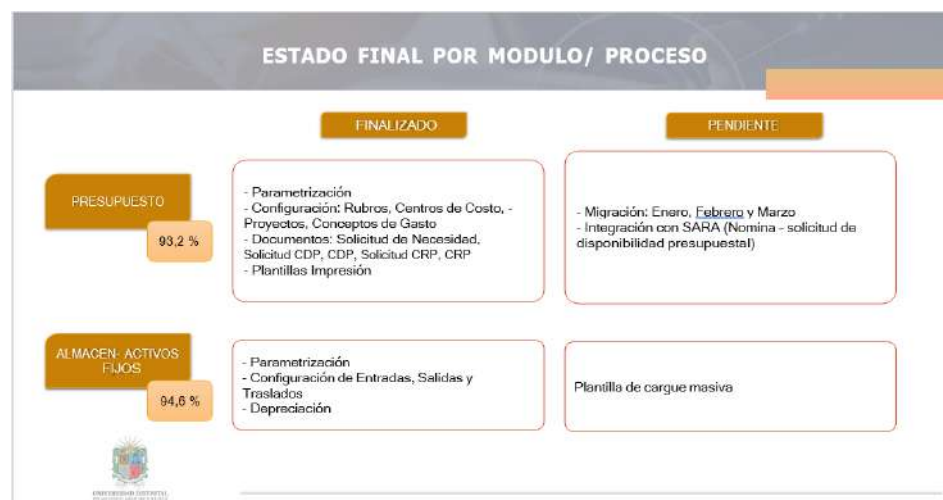 ESTADO FINAL POR MODULO/ PROCESO
FINALIZADO
PENDIENTE
PRESUPUESTO
93,2 %
- Parametrización
- Configuración: Rubros, Centros de Costo, -
Proyectos, Conceptos de Gasto
- Documentos: Solicitud de Necesidad,
Solicitud CDP, CDP, Solicitud CRP, CRP
- Plantillas Impresión
- Migración: Enero, Febrero y Marzo
- Integración con SARA (Nomina - solicitud de
disponibilidad presupuestal)
ALMACEN- ACTIVOS
FIJOS
94,6 %
- Parametrización
- Configuración de Entradas, Salidas y
Traslados
- Depreciación
Plantilla de cargue masiva
UNIVERSIDAD DISTRITAL